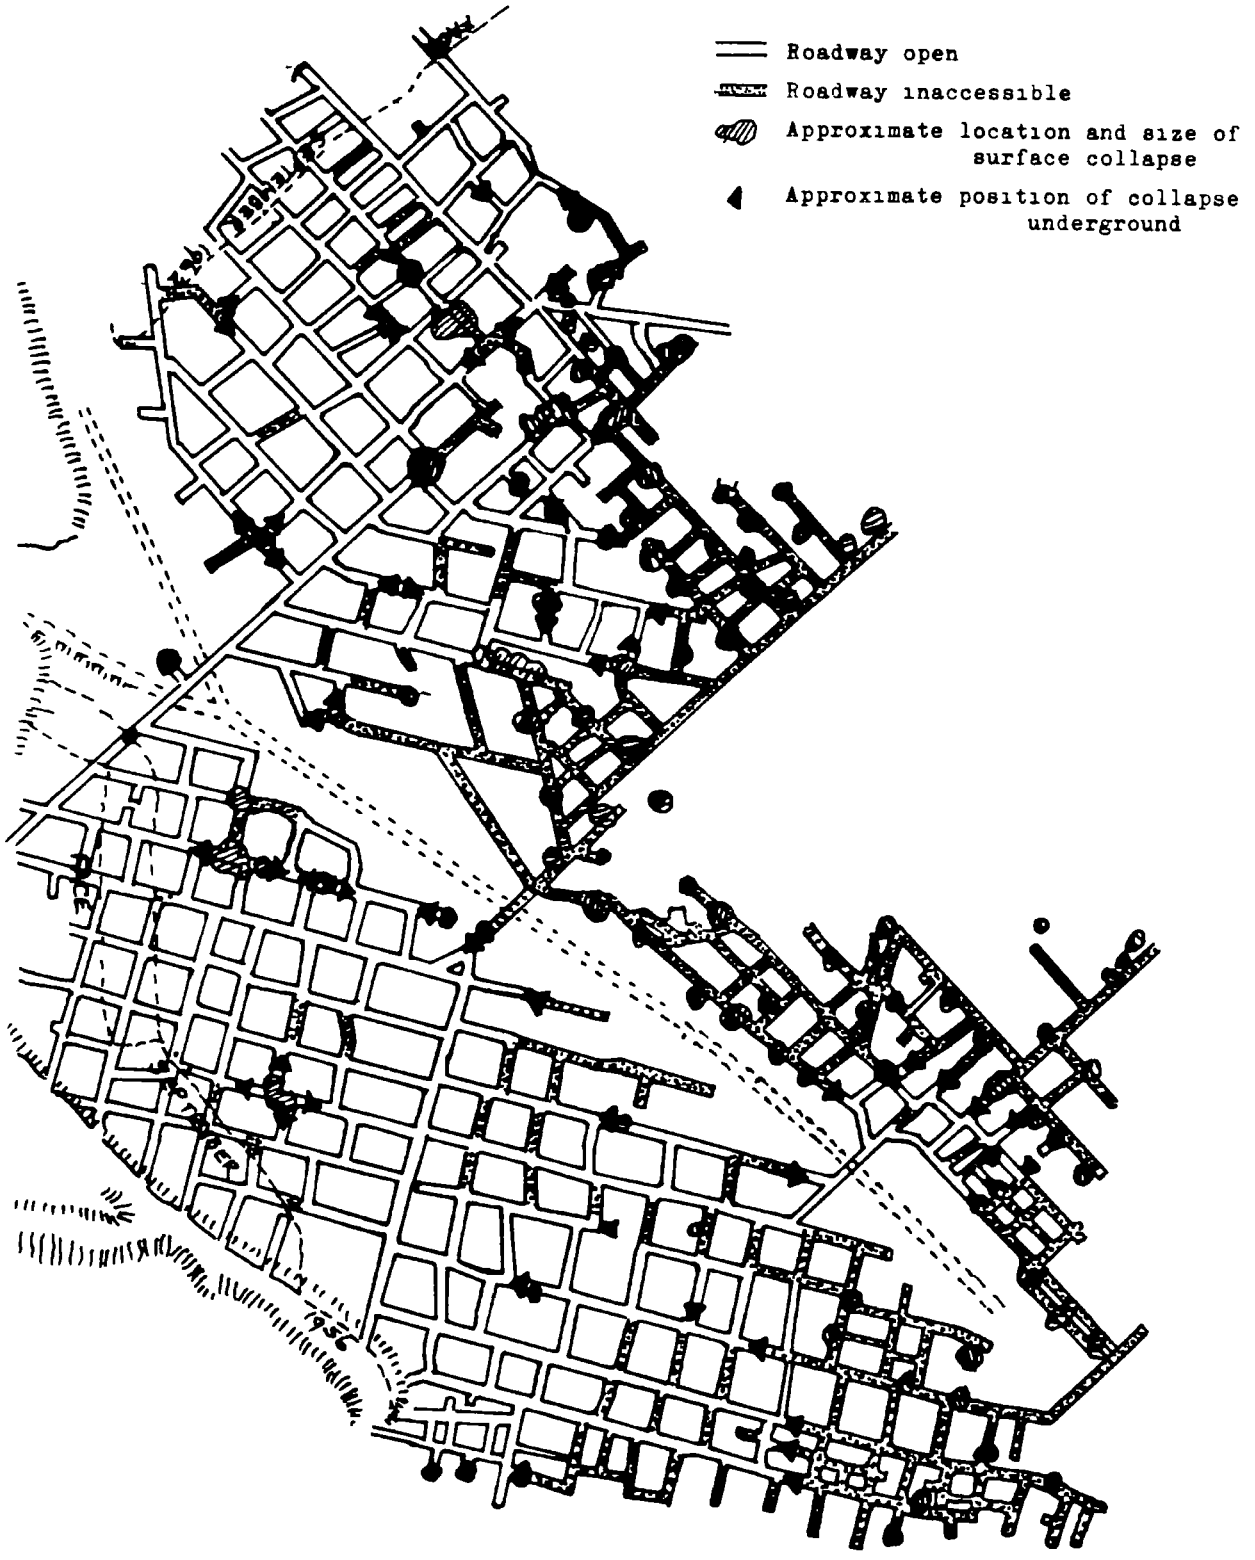 Roadway open
Roadway inaccessible
Approximate location and size of
surface collapse
Approximate position of collapse
underground
1956